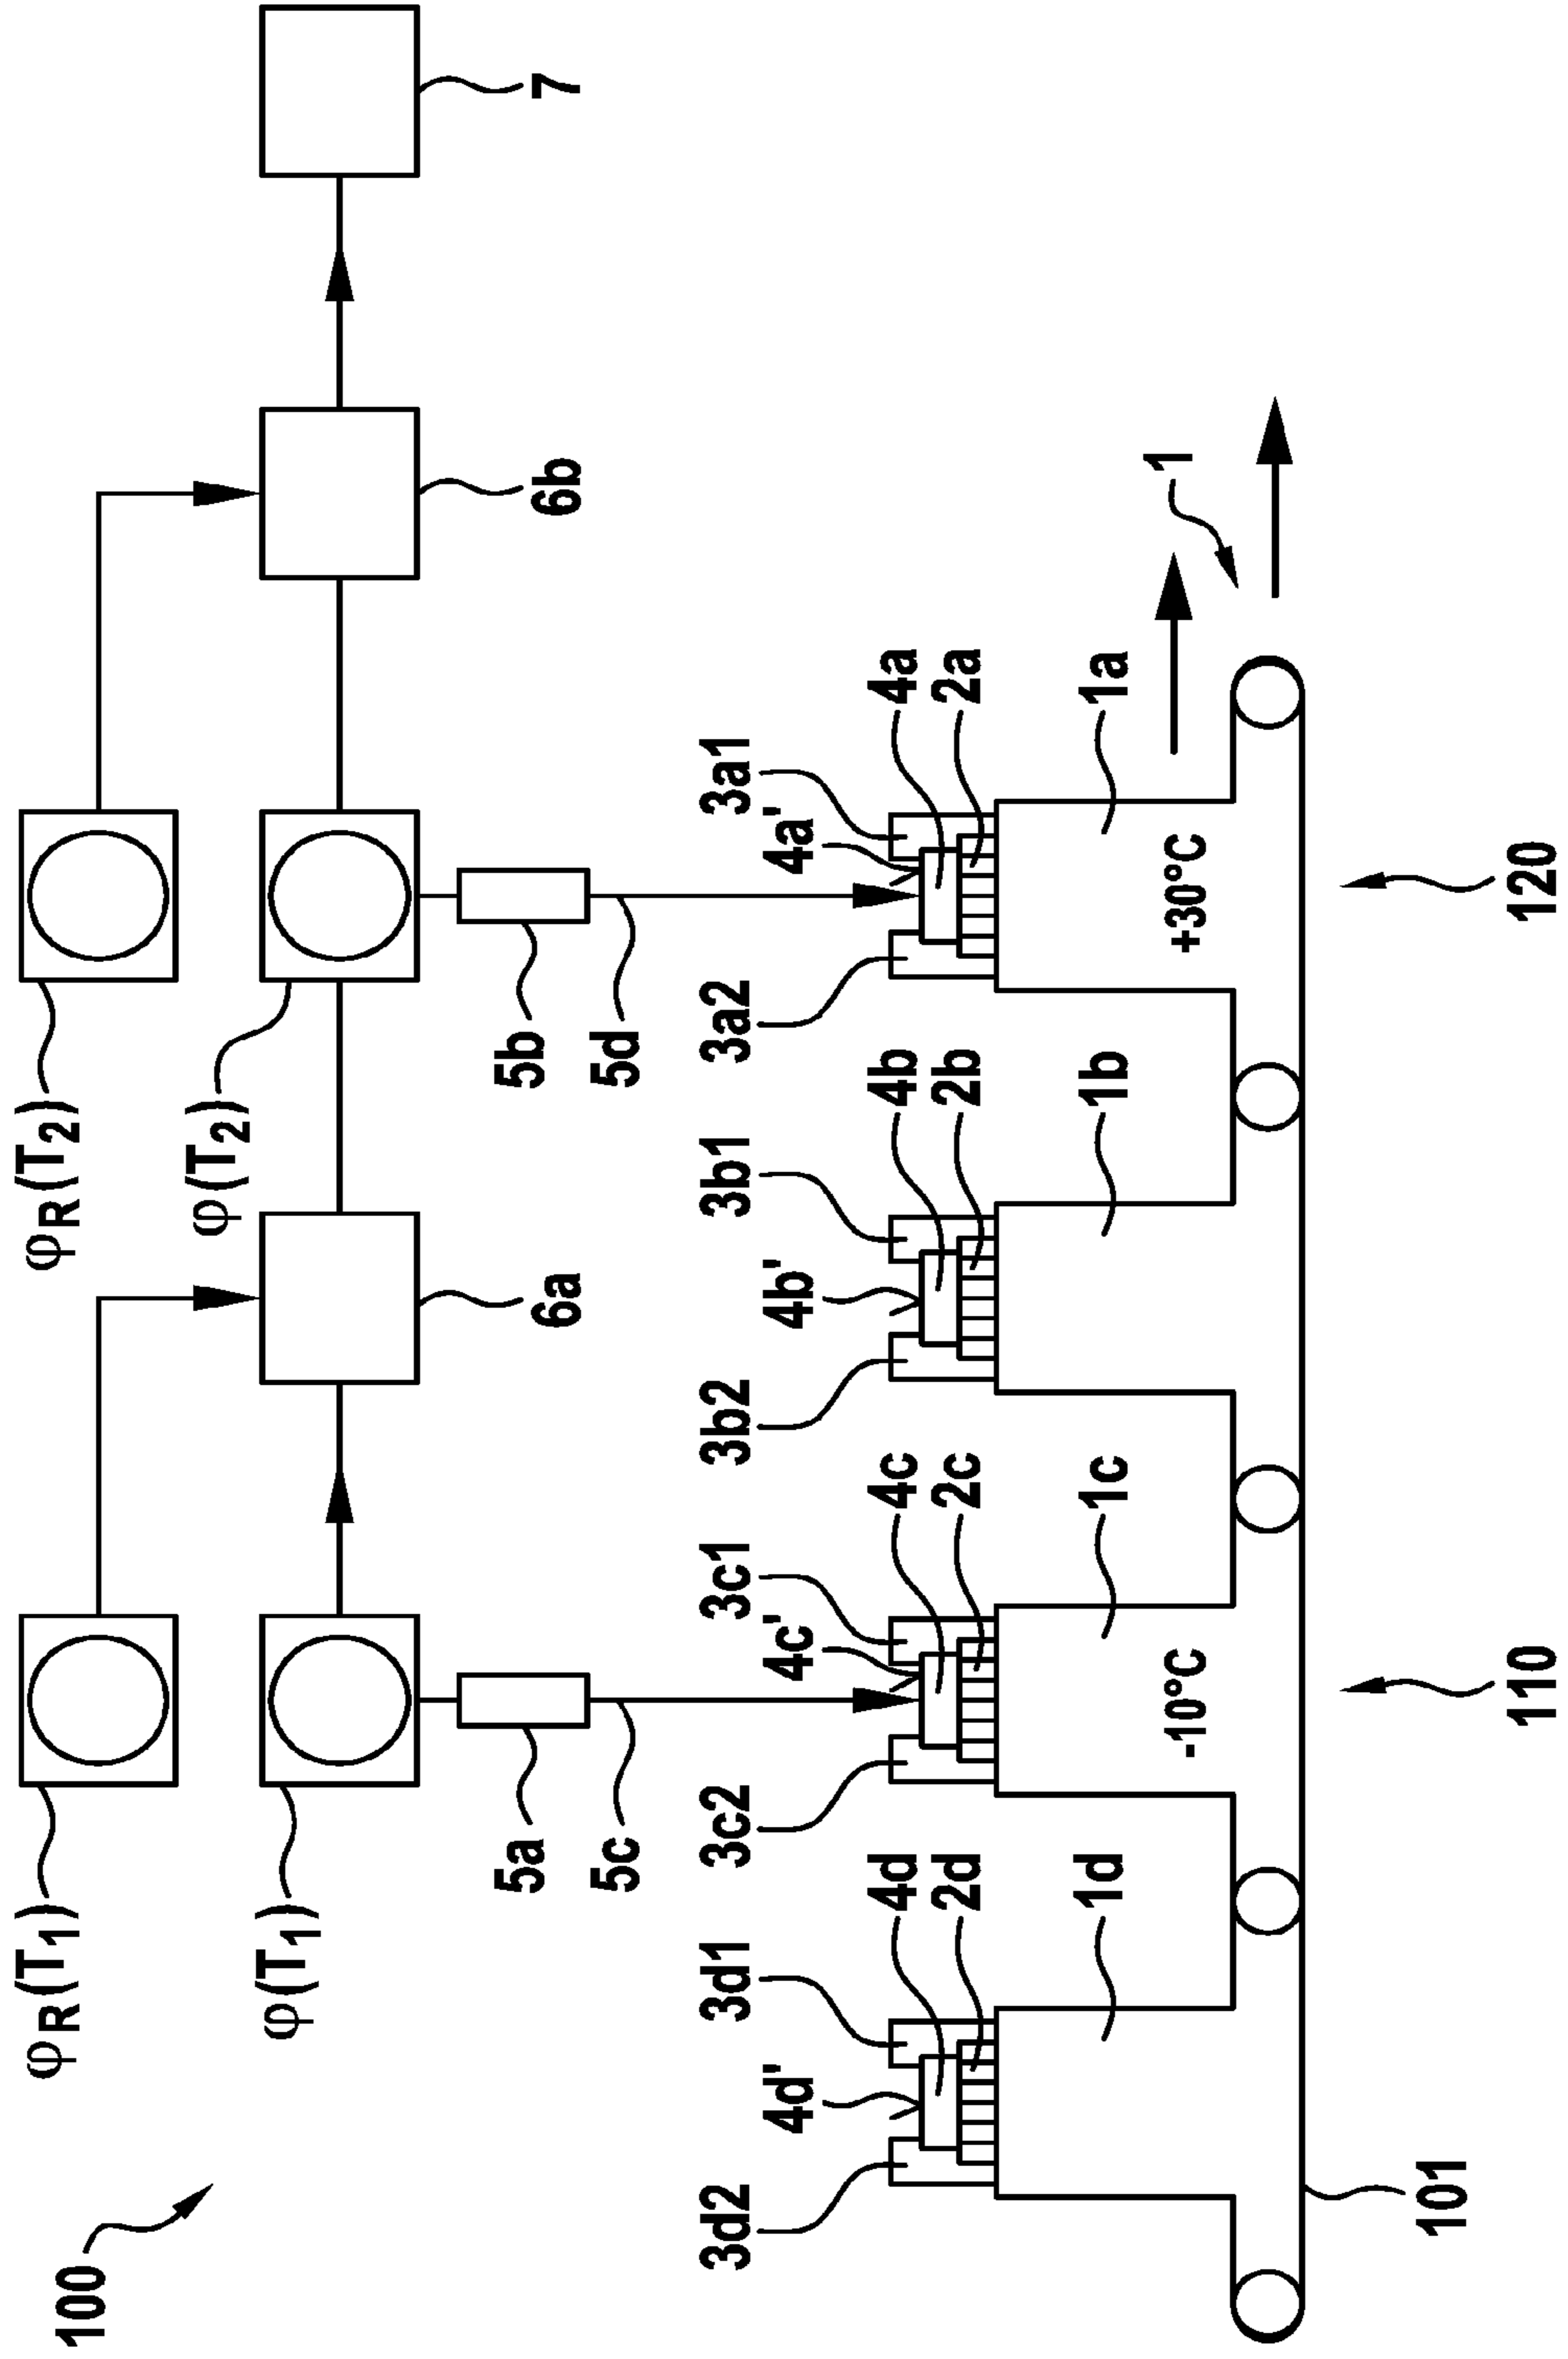 100
φR(T1)
φR(T2)
φ(T1)
φ(T2)
6a
6b
7
5a
5b
5c
5d
3d2
3d1
3c2
3c1
3b2
3b1
3a2
3a1
4d'
4c'
4b'
4a'
4d
4c
4b
4a
2d
2c
2b
2a
1d
1c
1b
1a
1
-10°C
+30°C
101
110
120